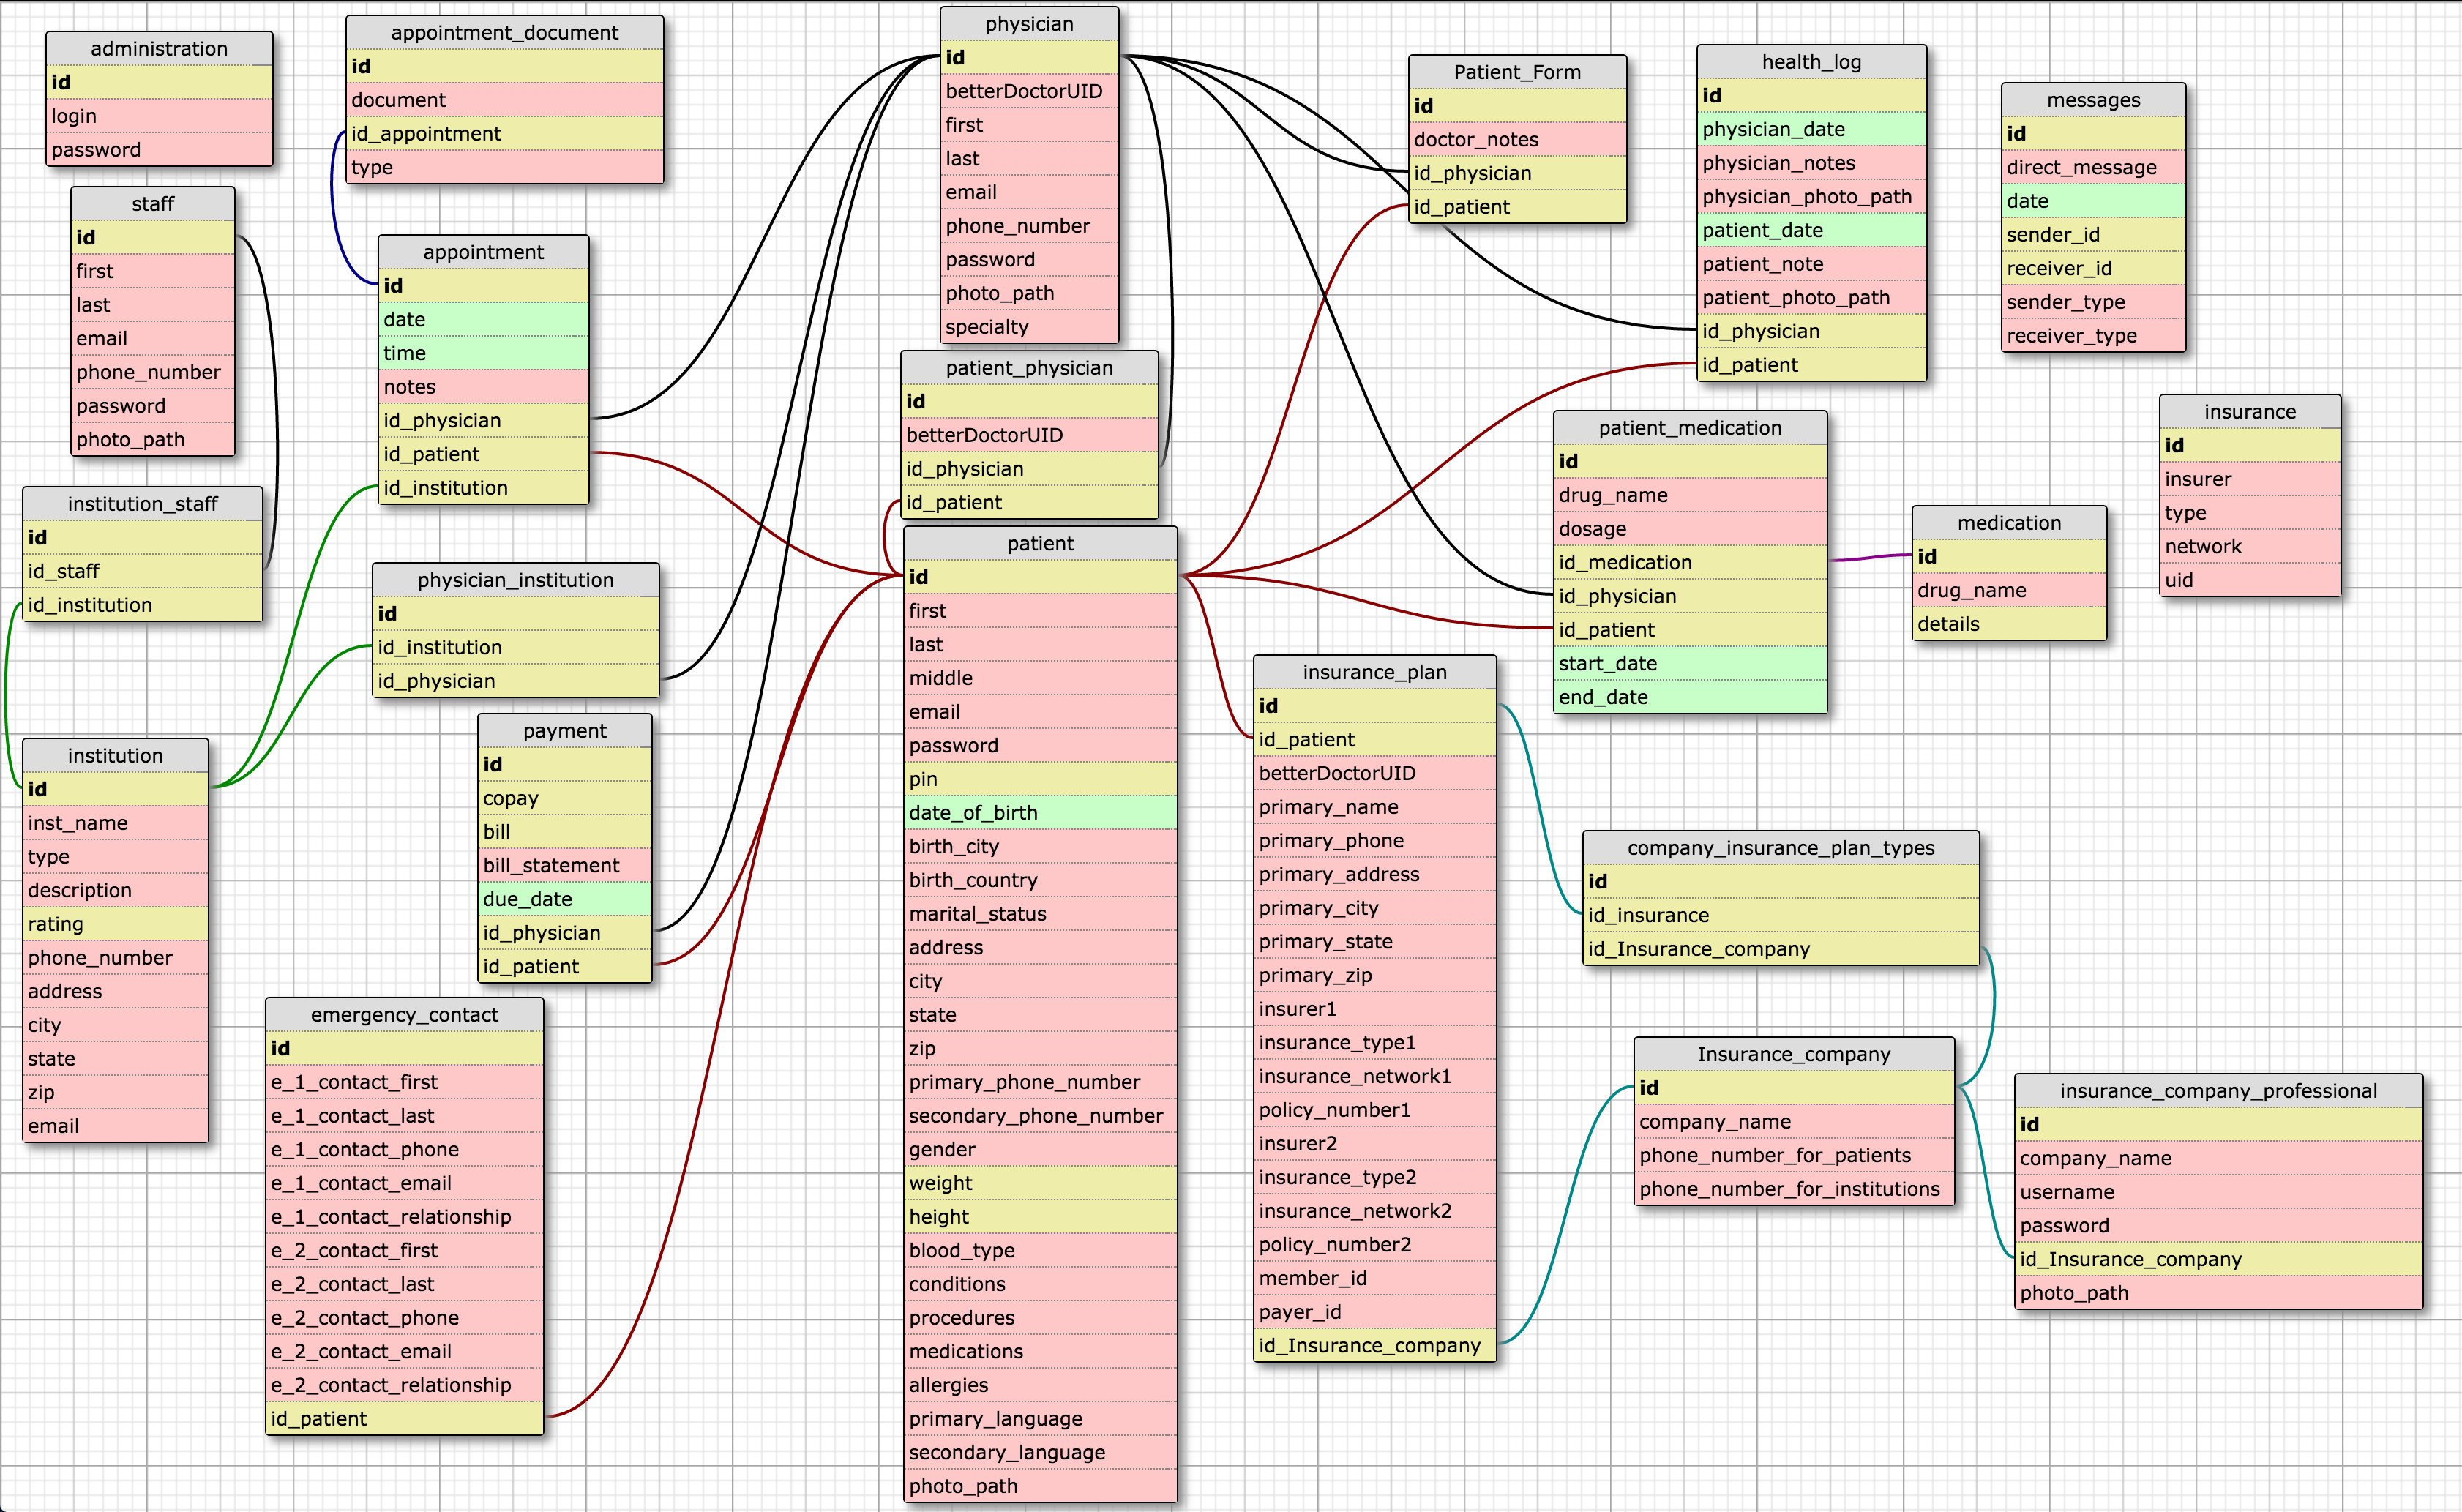 administration
id
login
password
appointment_document
id
document
id_appointment
type
physician
id
betterDoctorUID
first
last
email
phone_number
password
photo_path
specialty
Patient_Form
id
doctor_notes
id_physician
id_patient
health_log
id
physician_date
physician_notes
physician_photo_path
patient_date
patient_note
patient_photo_path
id_physician
id_patient
messages
id
direct_message
date
sender_id
receiver_id
sender_type
receiver_type
staff
id
first
last
email
phone_number
password
photo_path
appointment
id
date
time
notes
id_physician
id_patient
id_institution
patient_physician
id
betterDoctorUID
id_physician
id_patient
patient_medication
id
drug_name
dosage
id_medication
id_physician
id_patient
start_date
end_date
insurance
id
insurer
type
network
uid
institution_staff
id
id_staff
id_institution
physician_institution
id
id_institution
id_physician
patient
id
first
last
middle
email
password
pin
date_of_birth
birth_city
birth_country
marital_status
address
city
state
zip
primary_phone_number
secondary_phone_number
gender
weight
height
blood_type
conditions
procedures
medications
allergies
primary_language
secondary_language
photo_path
medication
id
drug_name
details
insurance_plan
id
id_patient
betterDoctorUID
primary_name
primary_phone
primary_address
primary_city
primary_state
primary_zip
insurer1
insurance_type1
insurance_network1
policy_number1
insurer2
insurance_type2
insurance_network2
policy_number2
member_id
payer_id
id_Insurance_company
institution
id
inst_name
type
description
rating
phone_number
address
city
state
zip
email
payment
id
copay
bill
bill_statement
due_date
id_physician
id_patient
company_insurance_plan_types
id
id_insurance
id_Insurance_company
emergency_contact
id
e_1_contact_first
e_1_contact_last
e_1_contact_phone
e_1_contact_email
e_1_contact_relationship
e_2_contact_first
e_2_contact_last
e_2_contact_phone
e_2_contact_email
e_2_contact_relationship
id_patient
Insurance_company
id
company_name
phone_number_for_patients
phone_number_for_institutions
insurance_company_professional
id
company_name
username
password
id_Insurance_company
photo_path